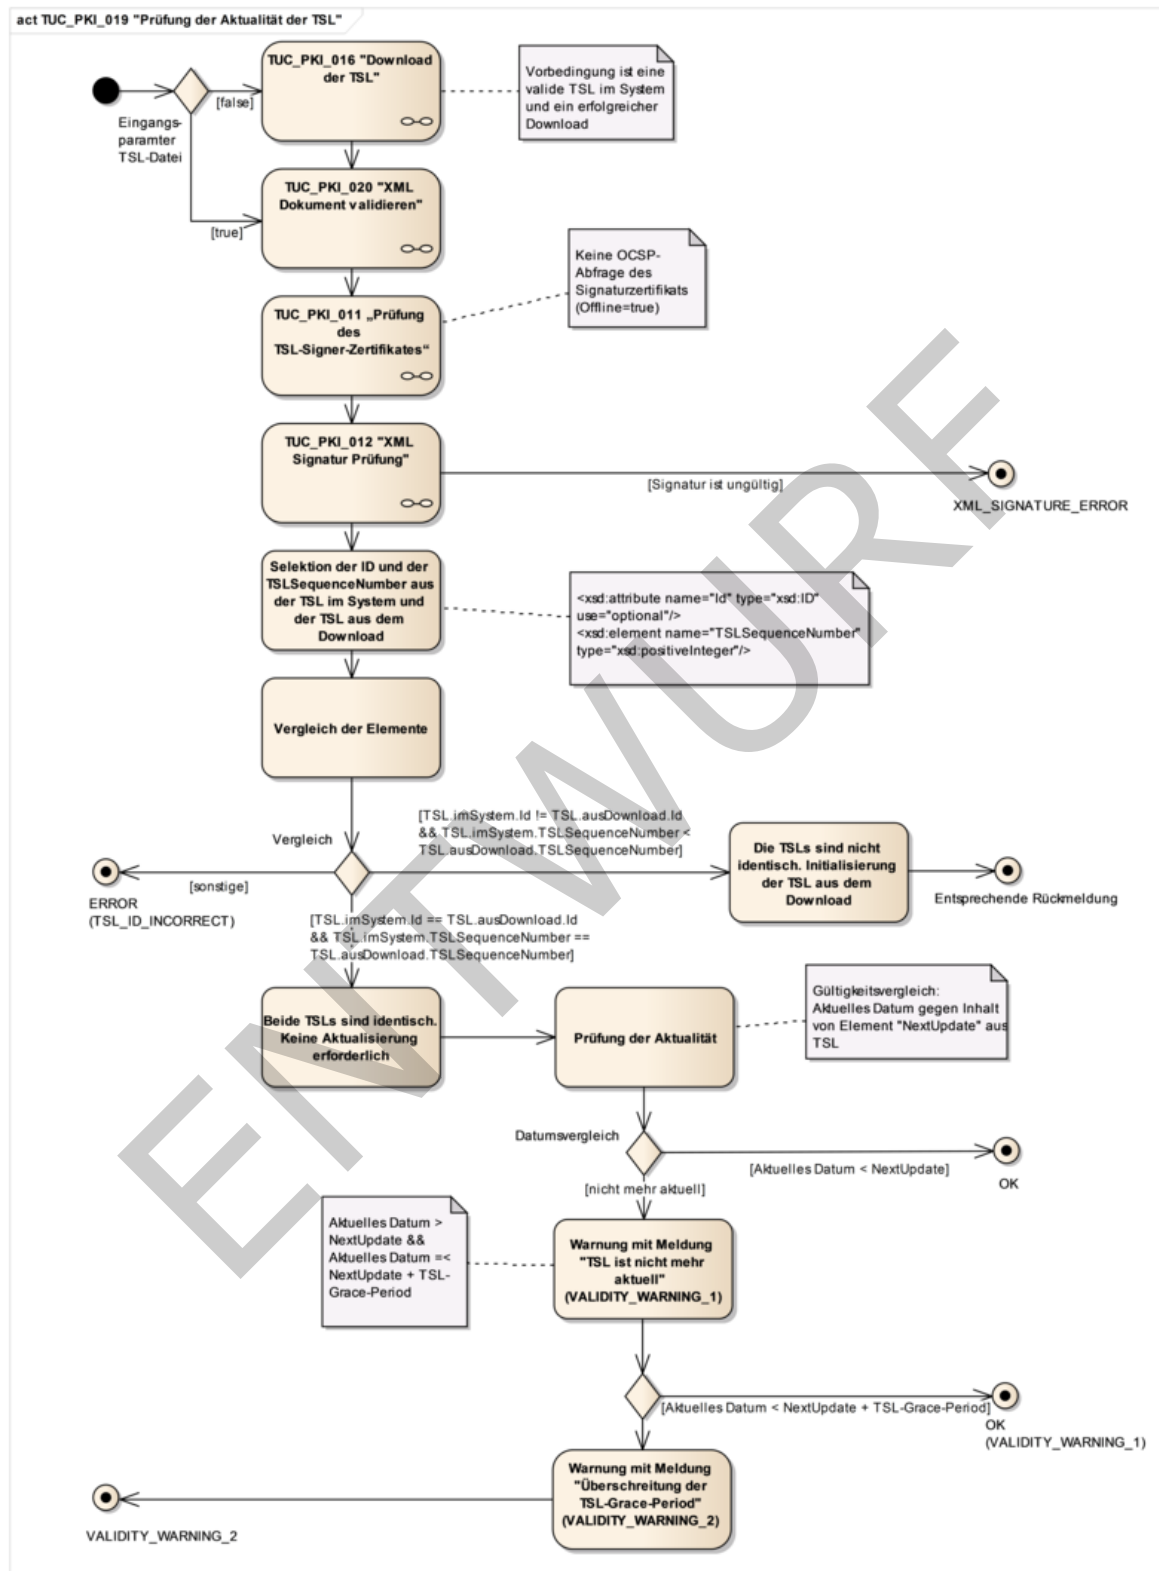 act TUC_PKI_019 "Prüfung der Aktualität der TSL"
TUC_PKI_016 "Download
der TSL"
Vorbedingung ist eine
valide TSL im System
und ein erfolgreicher
Download
[false]
Eingangs-
paramter
TSL-Datei
TUC_PKI_020 "XML
Dokument validieren"
[true]
Keine OCSP-
Abfrage des
Signaturzertifikats
(Offline=true)
TUC_PKI_011 „Prüfung
des
TSL-Signer-Zertifikates“
TUC_PKI_012 "XML
Signatur Prüfung"
[Signatur ist ungültig]
XML_SIGNATURE_ERROR
Selektion der ID und der
TSLSequenceNumber aus
der TSL im System und
der TSL aus dem
Download
<xsd:attribute name="Id" type="xsd:ID"
use="optional"/>
<xsd:element name="TSLSequenceNumber"
type="xsd:positiveInteger"/>
Vergleich der Elemente
[TSL.imSystem.Id != TSL.ausDownload.Id
&& TSL.imSystem.TSLSequenceNumber <
TSL.ausDownload.TSLSequenceNumber]
Vergleich
Die TSLs sind nicht
identisch. Initialisierung
der TSL aus dem
Download
[sonstige]
ERROR
(TSL_ID_INCORRECT)
Entsprechende Rückmeldung
[TSL.imSystem.Id == TSL.ausDownload.Id
&& TSL.imSystem.TSLSequenceNumber ==
TSL.ausDownload.TSLSequenceNumber]
Gültigkeitsvergleich:
Aktuelles Datum gegen Inhalt
von Element "NextUpdate" aus
TSL
Beide TSLs sind identisch.
Keine Aktualisierung
erforderlich
Prüfung der Aktualität
Datumsvergleich
[Aktuelles Datum < NextUpdate]
OK
[nicht mehr aktuell]
Aktuelles Datum >
NextUpdate &&
Aktuelles Datum =<
NextUpdate + TSL-
Grace-Period
Warnung mit Meldung
"TSL ist nicht mehr
aktuell"
(VALIDITY_WARNING_1)
[Aktuelles Datum < NextUpdate + TSL-Grace-Period]
OK
(VALIDITY_WARNING_1)
Warnung mit Meldung
"Überschreitung der
TSL-Grace-Period"
(VALIDITY_WARNING_2)
VALIDITY_WARNING_2
ENTWURF